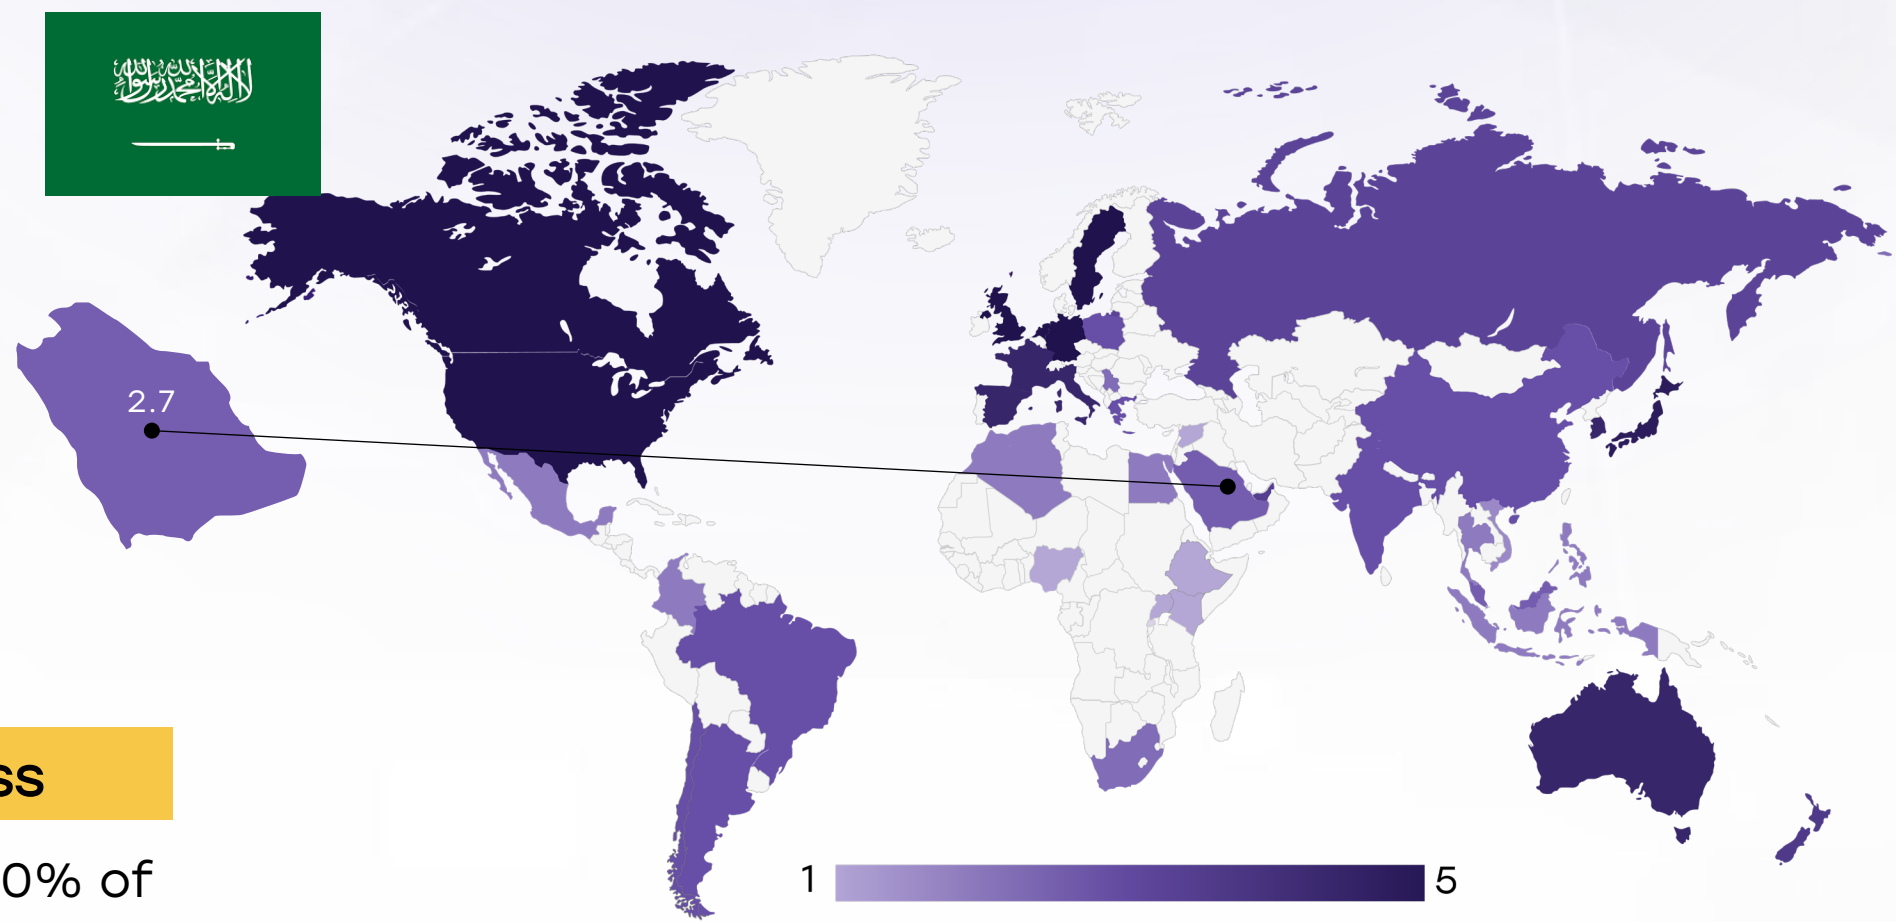 لا إله إلا الله محمد رسول الله
2.7
ss
0% of
1
5